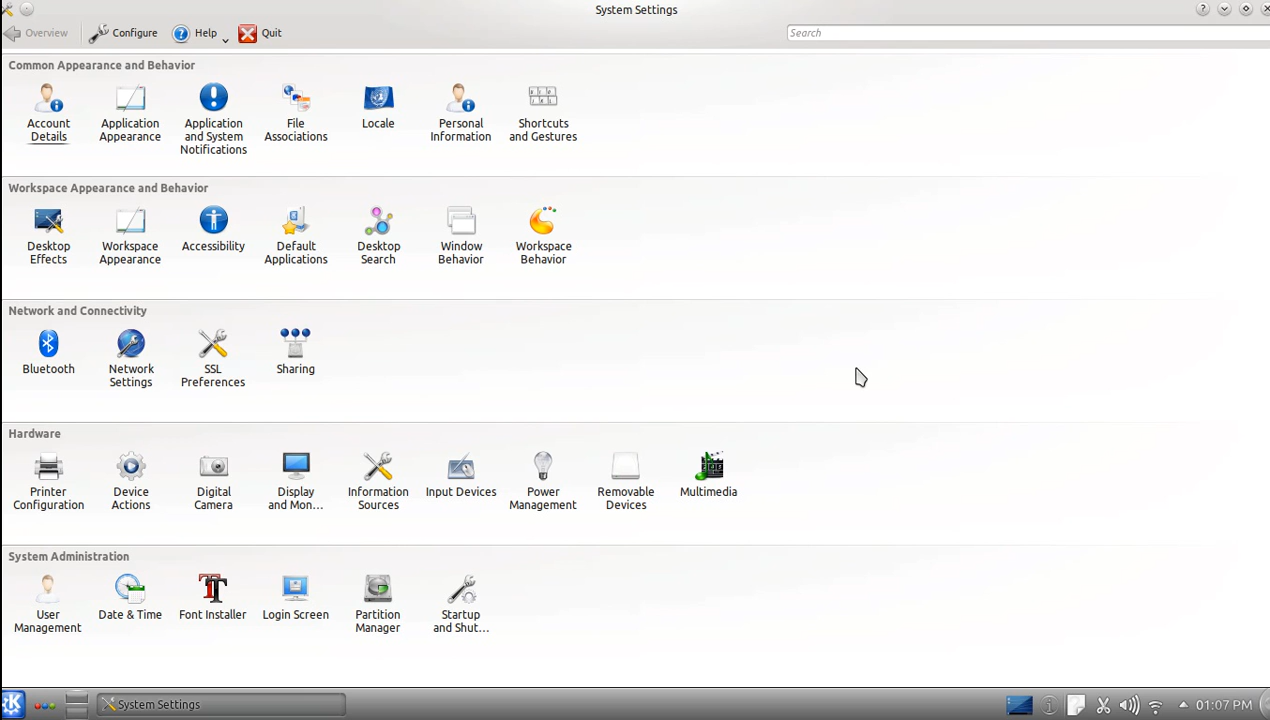 System Settings
Overview Configure Help Quit Search
Common Appearance and Behavior
Account Details
Application Appearance
Application and System Notifications
File Associations
Locale
Personal Information
Shortcuts and Gestures
Workspace Appearance and Behavior
Desktop Effects
Workspace Appearance
Accessibility
Default Applications
Desktop Search
Window Behavior
Workspace Behavior
Network and Connectivity
Bluetooth
Network Settings
SSL Preferences
Sharing
Hardware
Printer Configuration
Device Actions
Digital Camera
Display and Mon...
Information Sources
Input Devices
Power Management
Removable Devices
Multimedia
System Administration
User Management
Date & Time
Font Installer
Login Screen
Partition Manager
Startup and Shut...
System Settings
01:07 PM